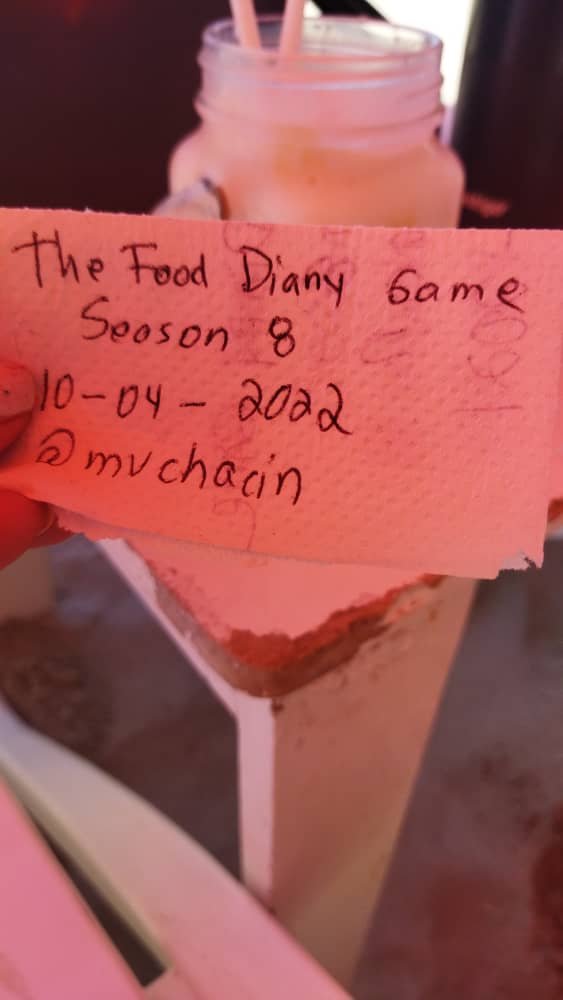 The Food Diany Game
Seoson 8
10-04-2022
@mvchacin